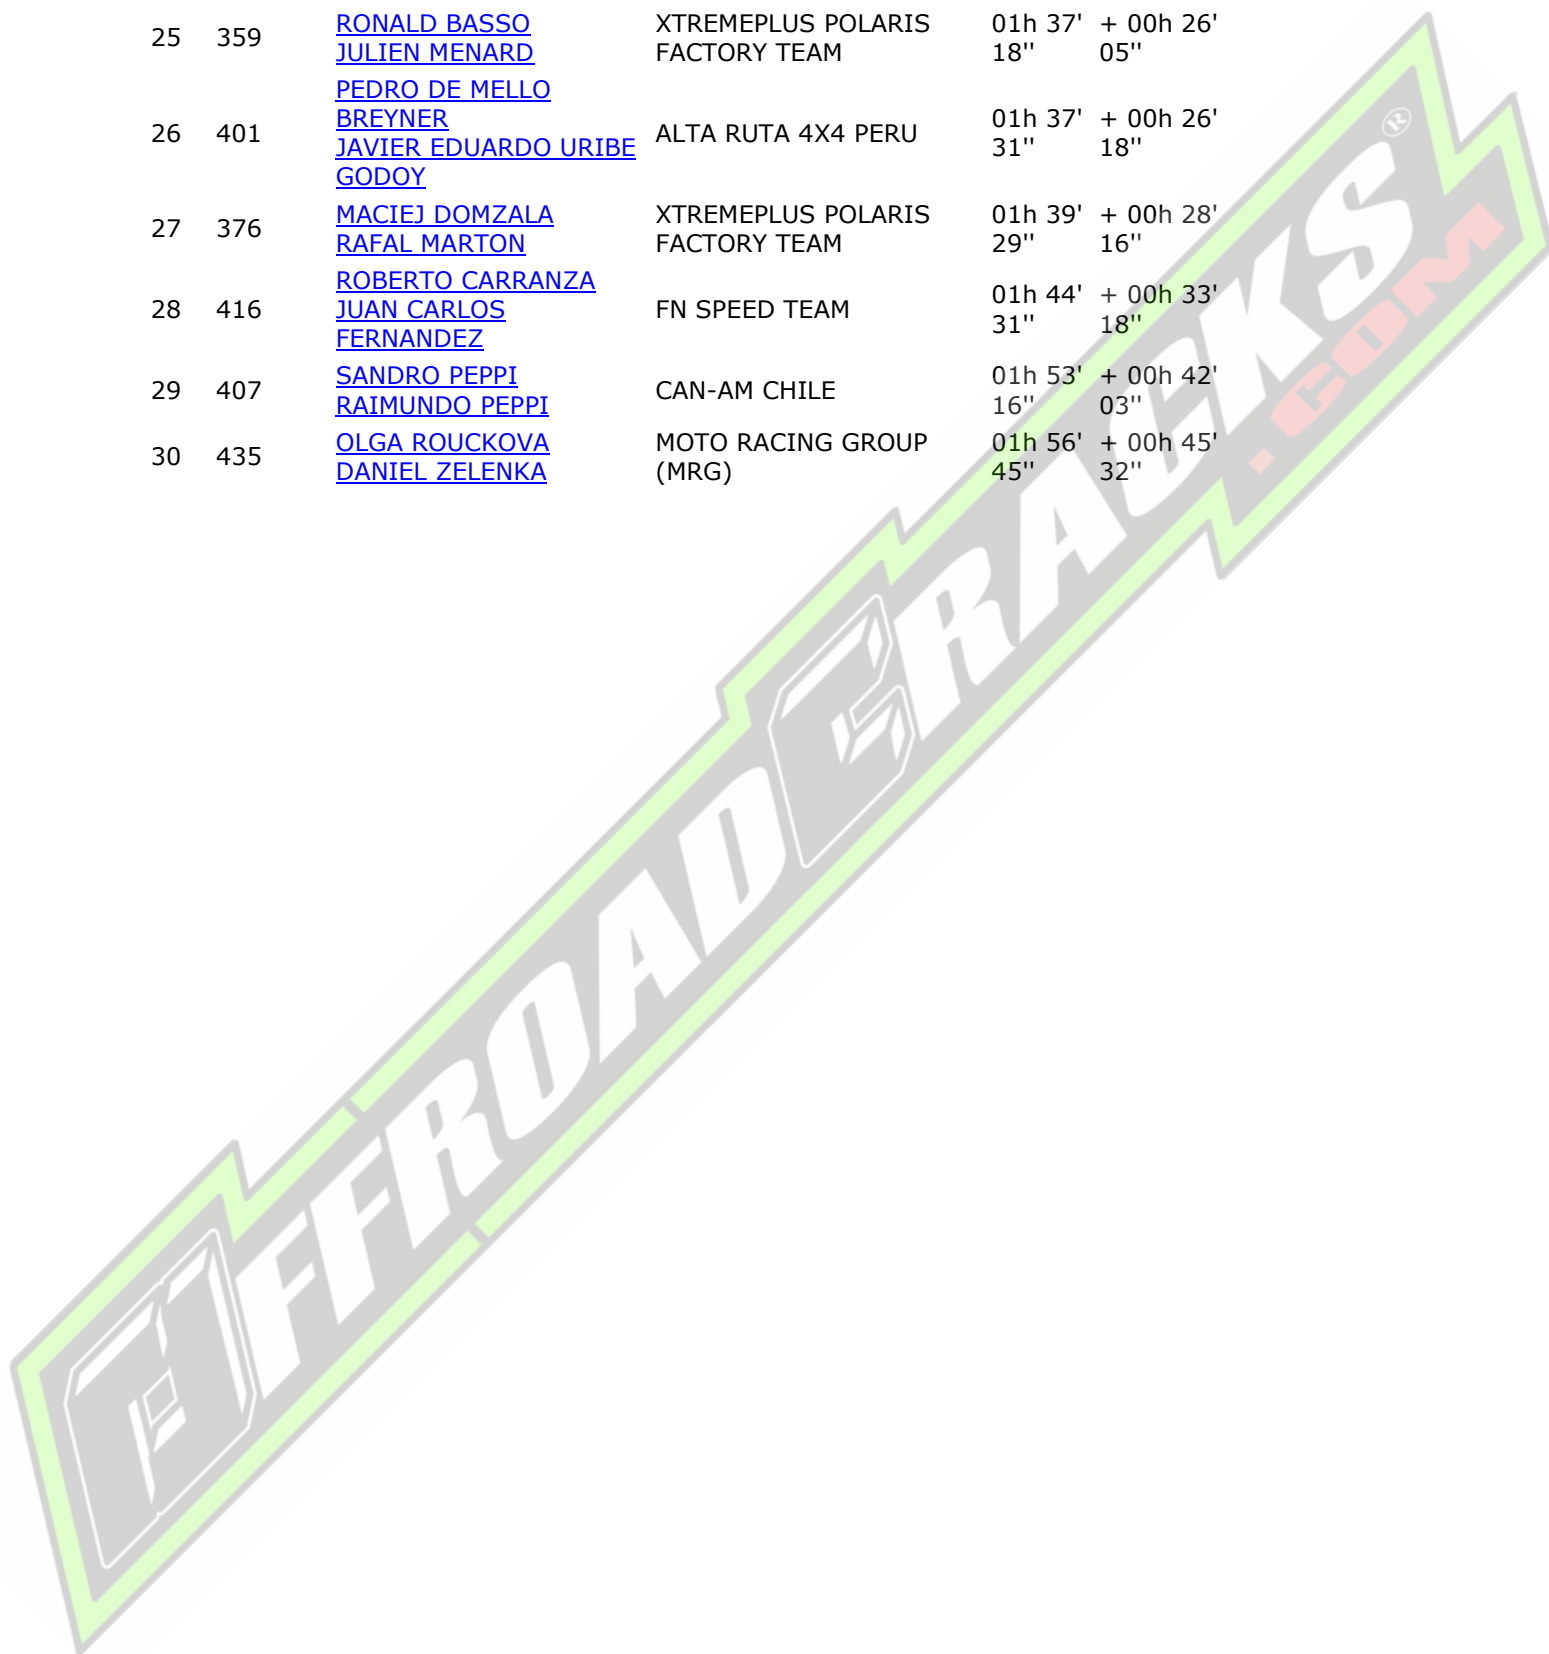 25 359 RONALD BASSO XTREMEPLUS POLARIS 01h 37' + 00h 26'
JULIEN MENARD FACTORY TEAM 18'' 05''
PEDRO DE MELLO
BREYNER
26 401 JAVIER EDUARDO URIBE ALTA RUTA 4X4 PERU 01h 37' + 00h 26'
GODOY 31'' 18''
27 376 MACIEJ DOMZALA XTREMEPLUS POLARIS 01h 39' + 00h 28'
RAFAL MARTON FACTORY TEAM 29'' 16''
ROBERTO CARRANZA
28 416 JUAN CARLOS FN SPEED TEAM 01h 44' + 00h 33'
FERNANDEZ 31'' 18''
29 407 SANDRO PEPPI CAN-AM CHILE 01h 53' + 00h 42'
RAIMUNDO PEPPI 16'' 03''
30 435 OLGA ROUCKOVA MOTO RACING GROUP 01h 56' + 00h 45'
DANIEL ZELENKA (MRG) 45'' 32''
OFFROADCRACKS®
.COM